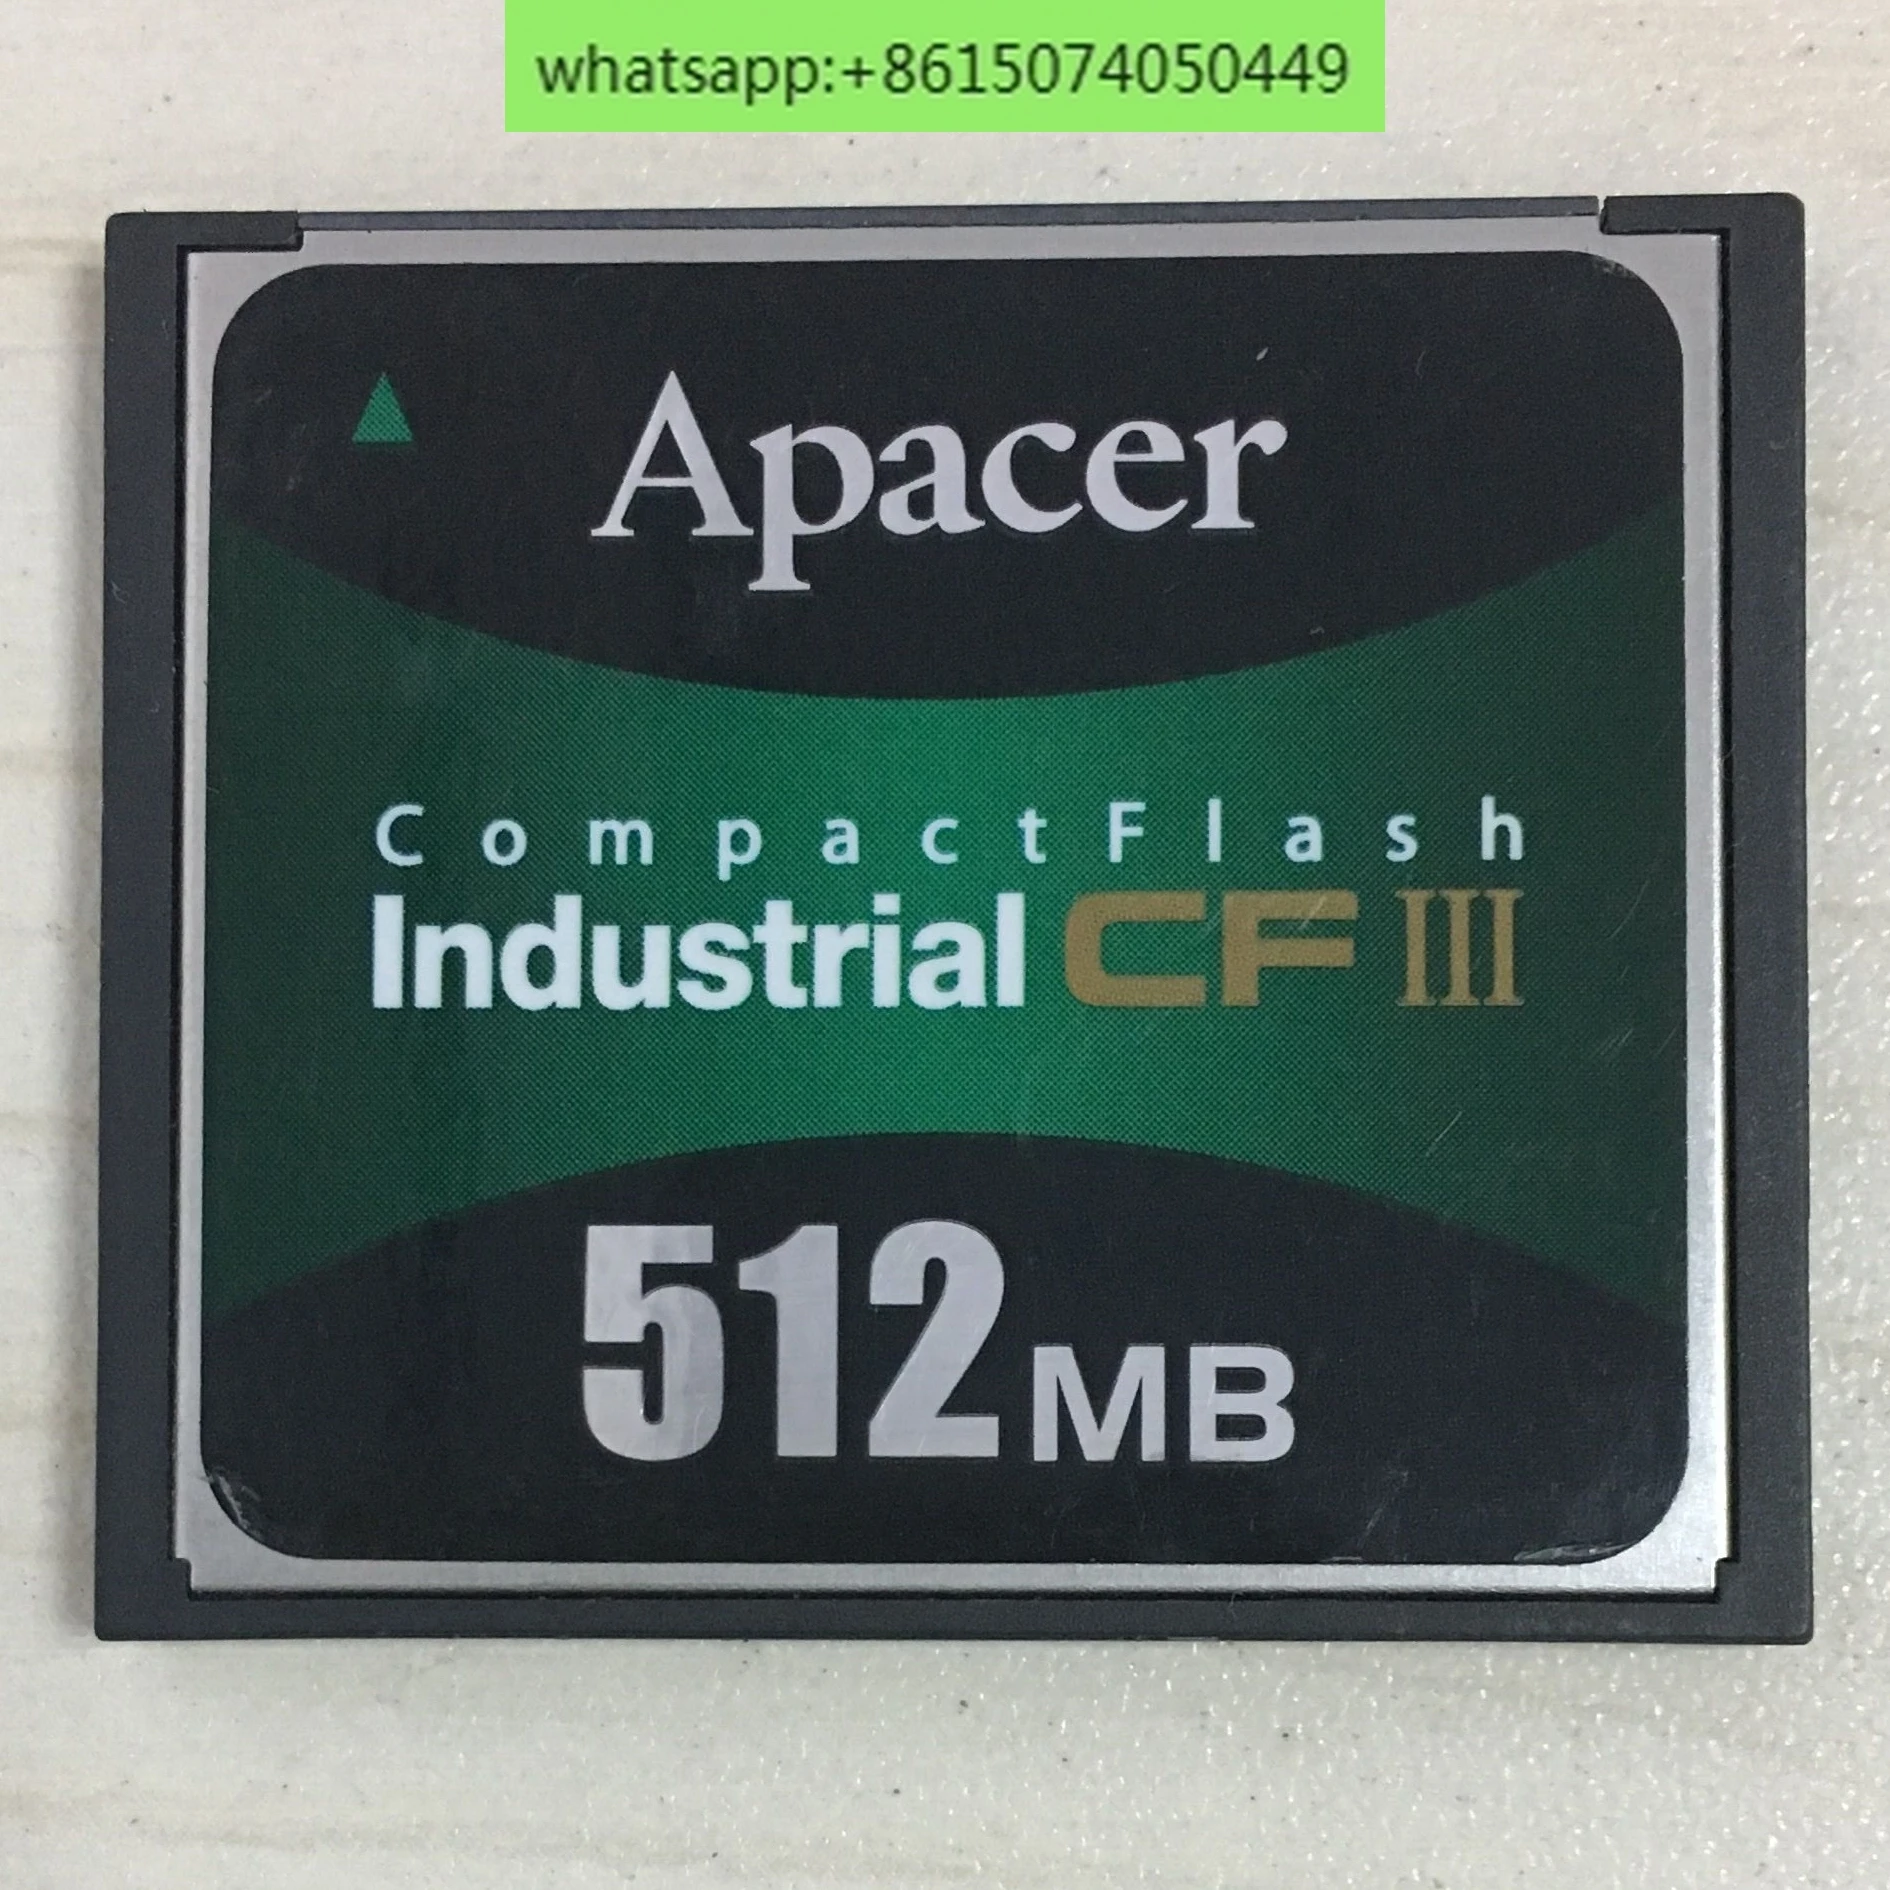 whatsapp:+8615074050449
Apacer
CompactFlash
Industrial CF III
512MB